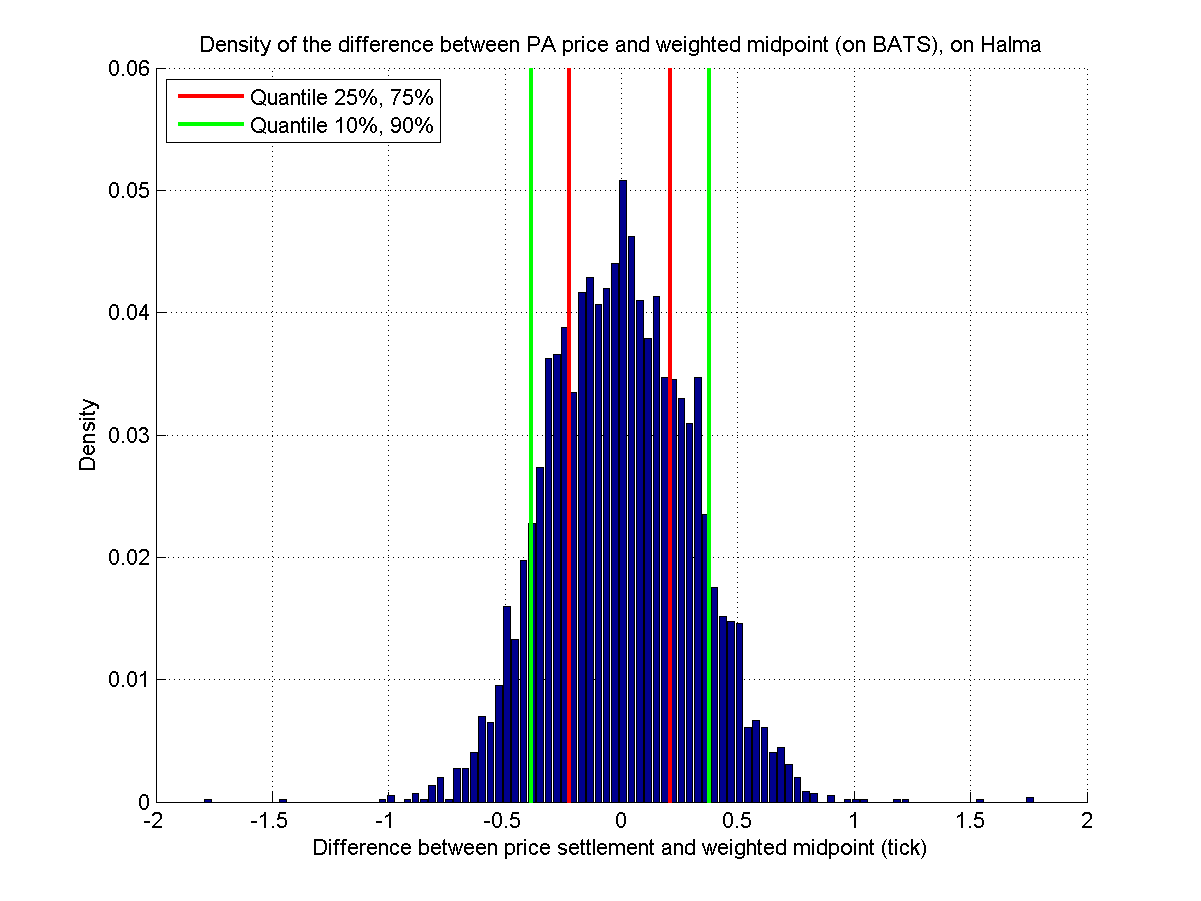 Density of the difference between PA price and weighted midpoint (on BATS), on Halma
0.06
Quantile 25%, 75%
Quantile 10%, 90%
0.05
0.04
0.03
0.02
0.01
0
Density
-2 -1.5 -1 -0.5 0 0.5 1 1.5 2
Difference between price settlement and weighted midpoint (tick)